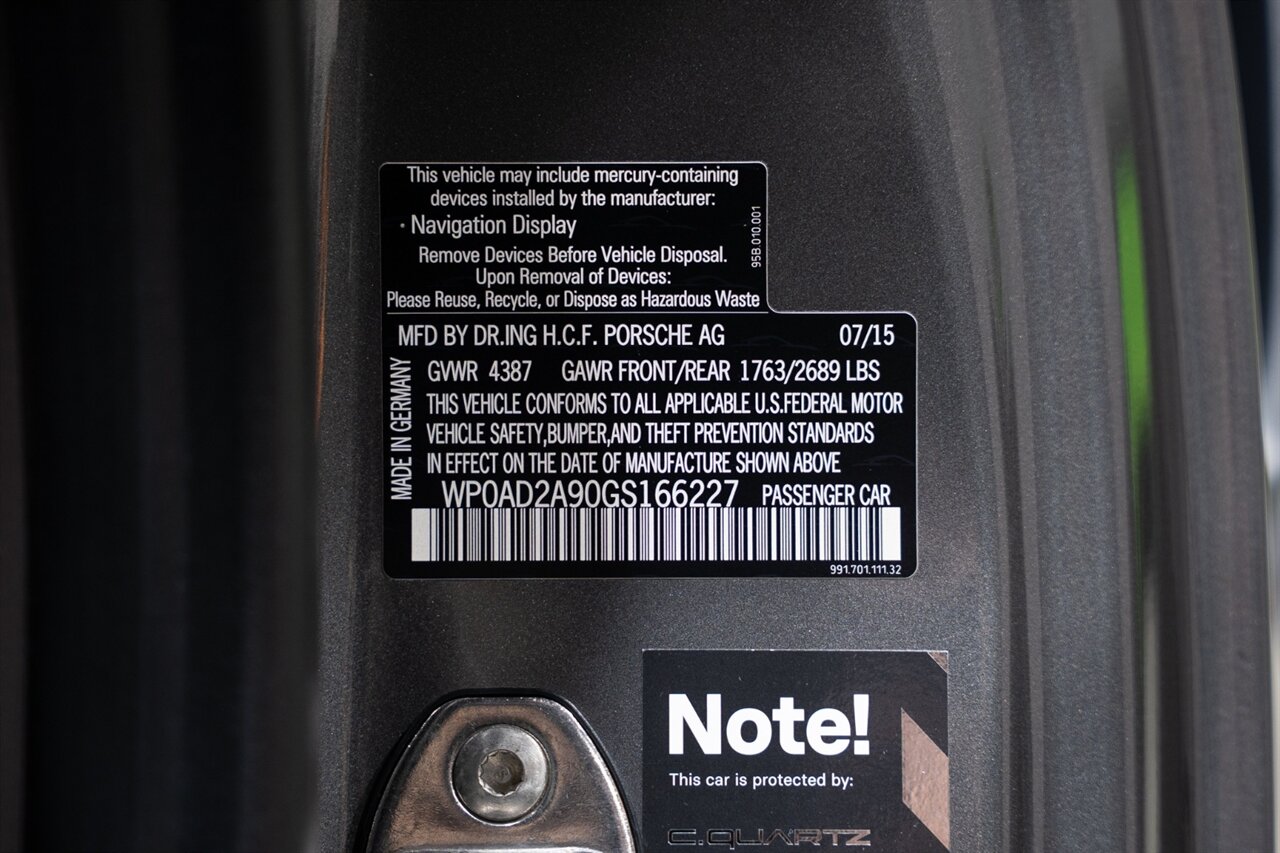 This vehicle may include mercury-containing
devices installed by the manufacturer:
· Navigation Display
Remove Devices Before Vehicle Disposal.
Upon Removal of Devices:
Please Reuse, Recycle, or Dispose as Hazardous Waste
95B.010.001
MFD BY DR.ING H.C.F. PORSCHE AG 07/15
MADE IN GERMANY
GVWR 4387 GAWR FRONT/REAR 1763/2689 LBS
THIS VEHICLE CONFORMS TO ALL APPLICABLE U.S.FEDERAL MOTOR
VEHICLE SAFETY,BUMPER,AND THEFT PREVENTION STANDARDS
IN EFFECT ON THE DATE OF MANUFACTURE SHOWN ABOVE
WP0AD2A90GS166227 PASSENGER CAR
991.701.111.32
Note!
This car is protected by:
C.QUARTZ